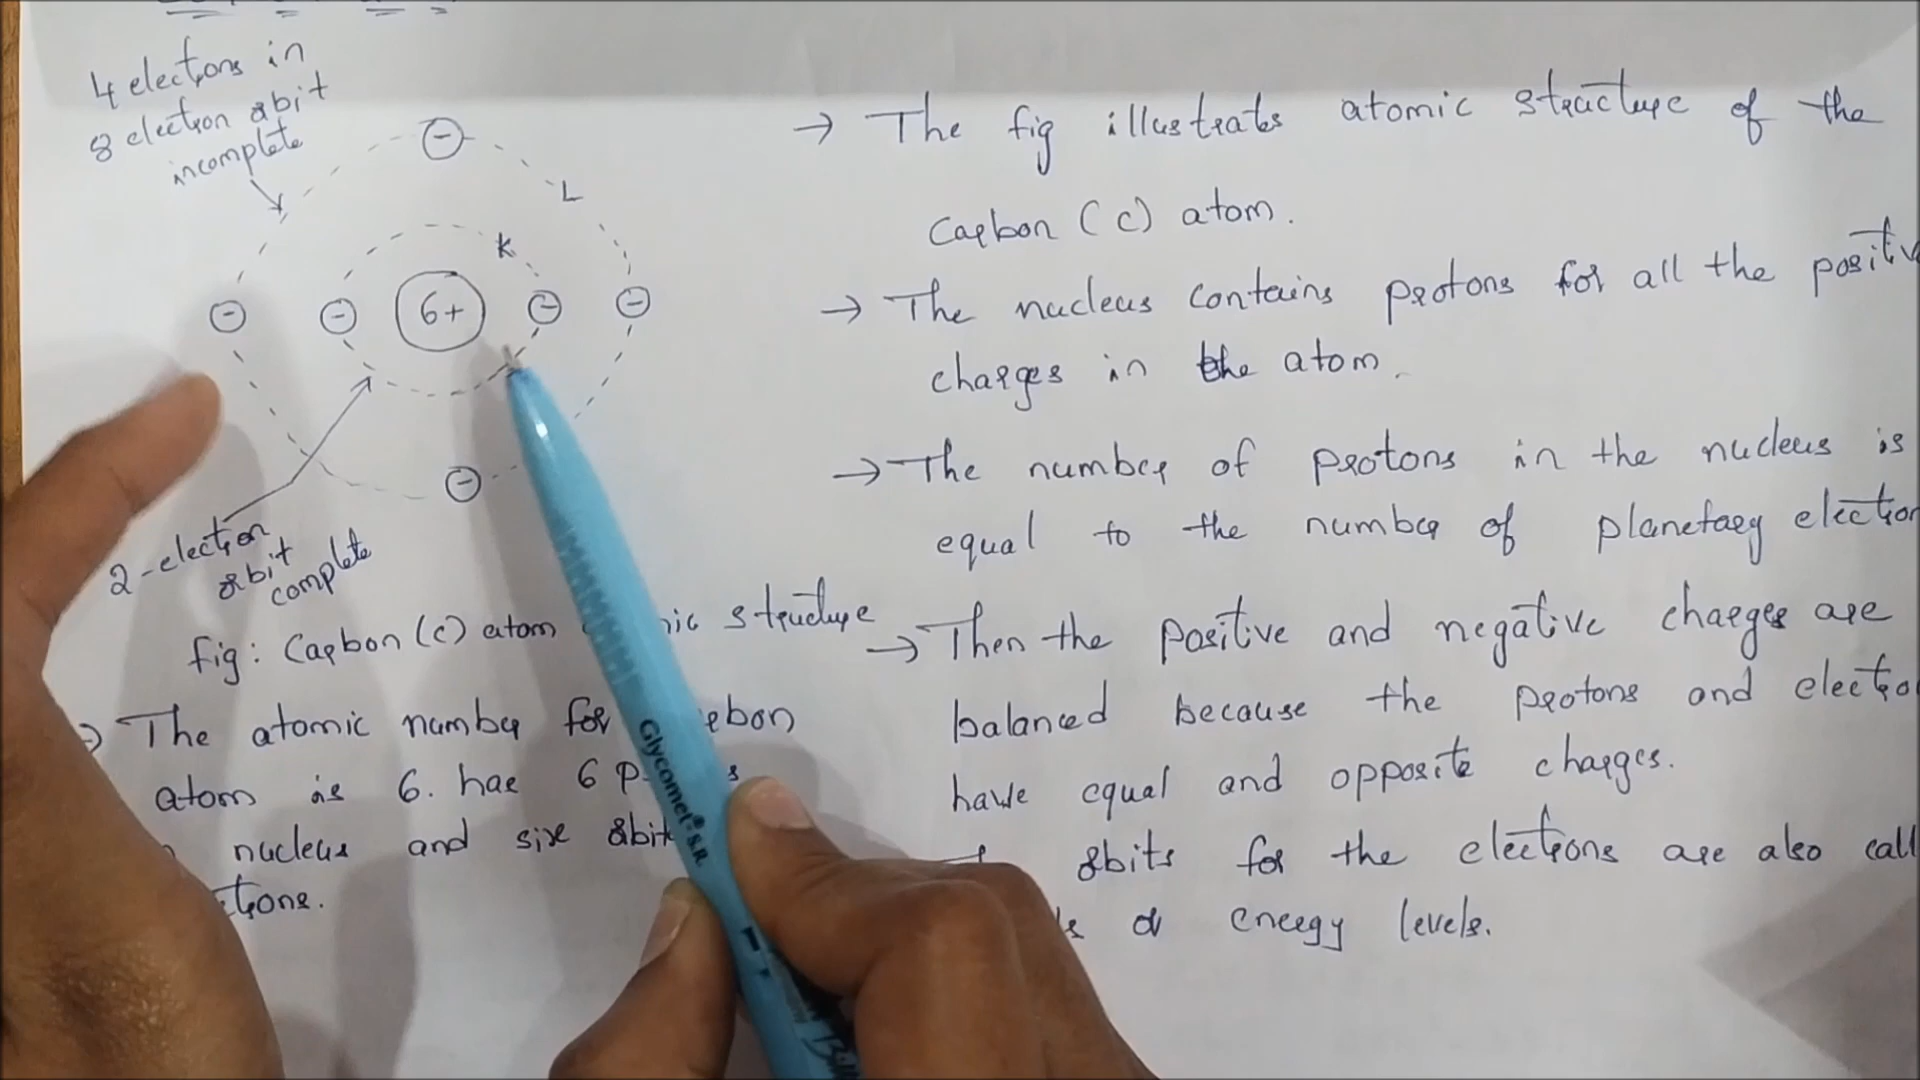 4 electrons in
8 electron orbit
incomplete
L
K
6+
2-electron
orbit
complete
fig: Carbon (c) atom structure
The atomic number for
atom is 6. has 6
nucleus and six
→ The fig illustrates atomic structure of the
Carbon (c) atom.
→ The nucleus contains protons for all the
charges in the atom.
→ The number of protons in the nucleus is
equal to the number of planetary
→ Then the positive and negative charges are
balanced because the protons and
have equal and opposite charges.
orbits for the electrons are also
or energy levels.
Glycomet® S.R.